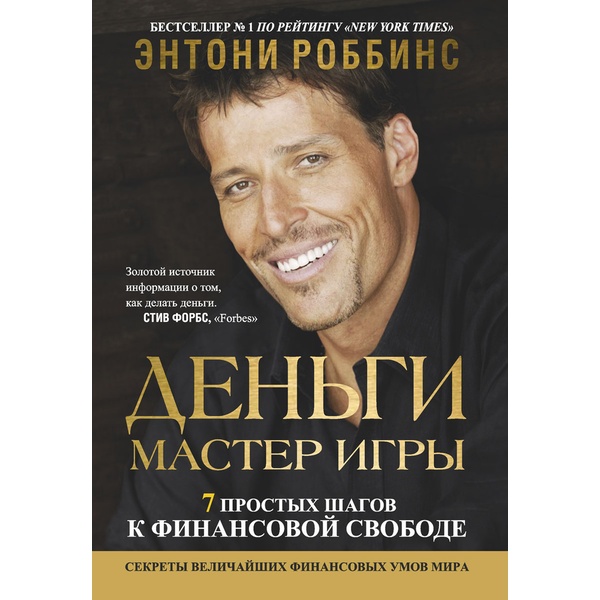 БЕСТСЕЛЛЕР № 1 ПО РЕЙТИНГУ «NEW YORK TIMES»
ЭНТОНИ РОББИНС
Золотой источник
информации о том,
как делать деньги.
СТИВ ФОРБС, «Forbes»
ДЕНЬГИ
МАСТЕР ИГРЫ
7 ПРОСТЫХ ШАГОВ
К ФИНАНСОВОЙ СВОБОДЕ
СЕКРЕТЫ ВЕЛИЧАЙШИХ ФИНАНСОВЫХ УМОВ МИРА